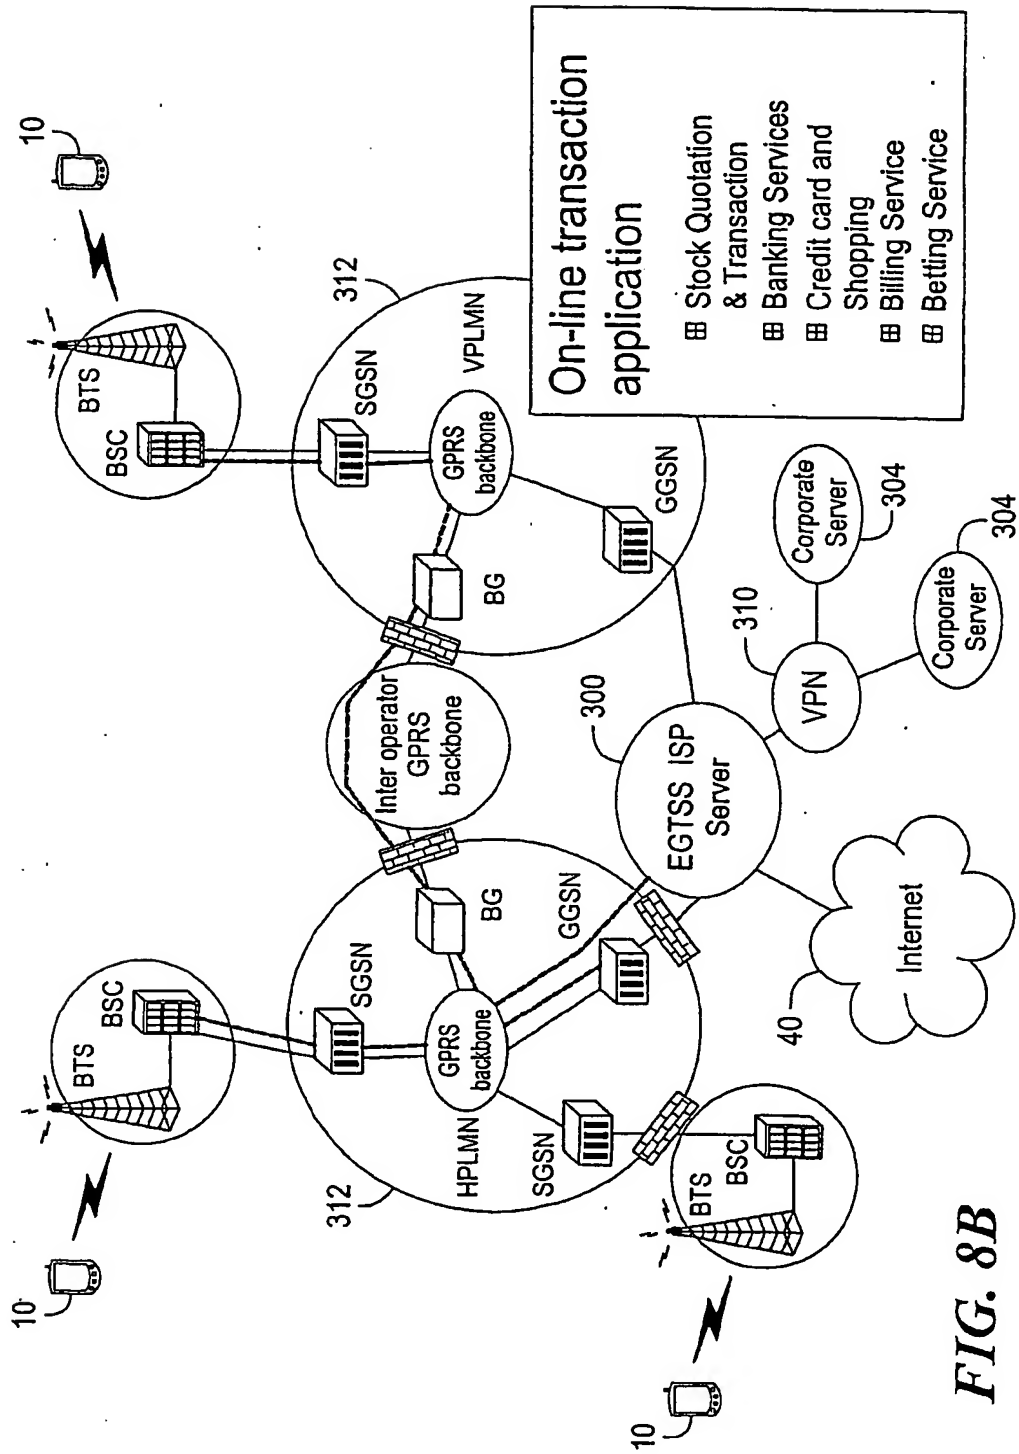 10
BTS
BSC
10
BTS
BSC
312
SGSN
VPLMN
GPRS
backbone
BG
GGSN
Inter operator
GPRS
backbone
312
SGSN
HPLMN
GPRS
backbone
BG
GGSN
SGSN
10
BTS
BSC
On-line transaction
application
Stock Quotation
& Transaction
Banking Services
Credit card and
Shopping
Billing Service
Betting Service
300
EGTSS ISP
Server
310
VPN
Corporate
Server
304
Corporate
Server
304
40
Internet
FIG. 8B